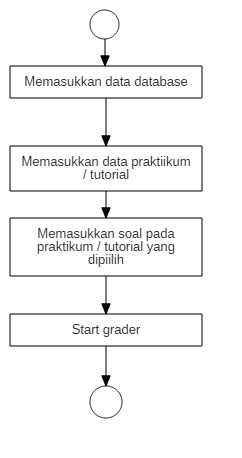 Memasukkan data database
Memasukkan data praktiikum
/ tutorial
Memasukkan soal pada
praktikum / tutorial yang
dipiilih
Start grader